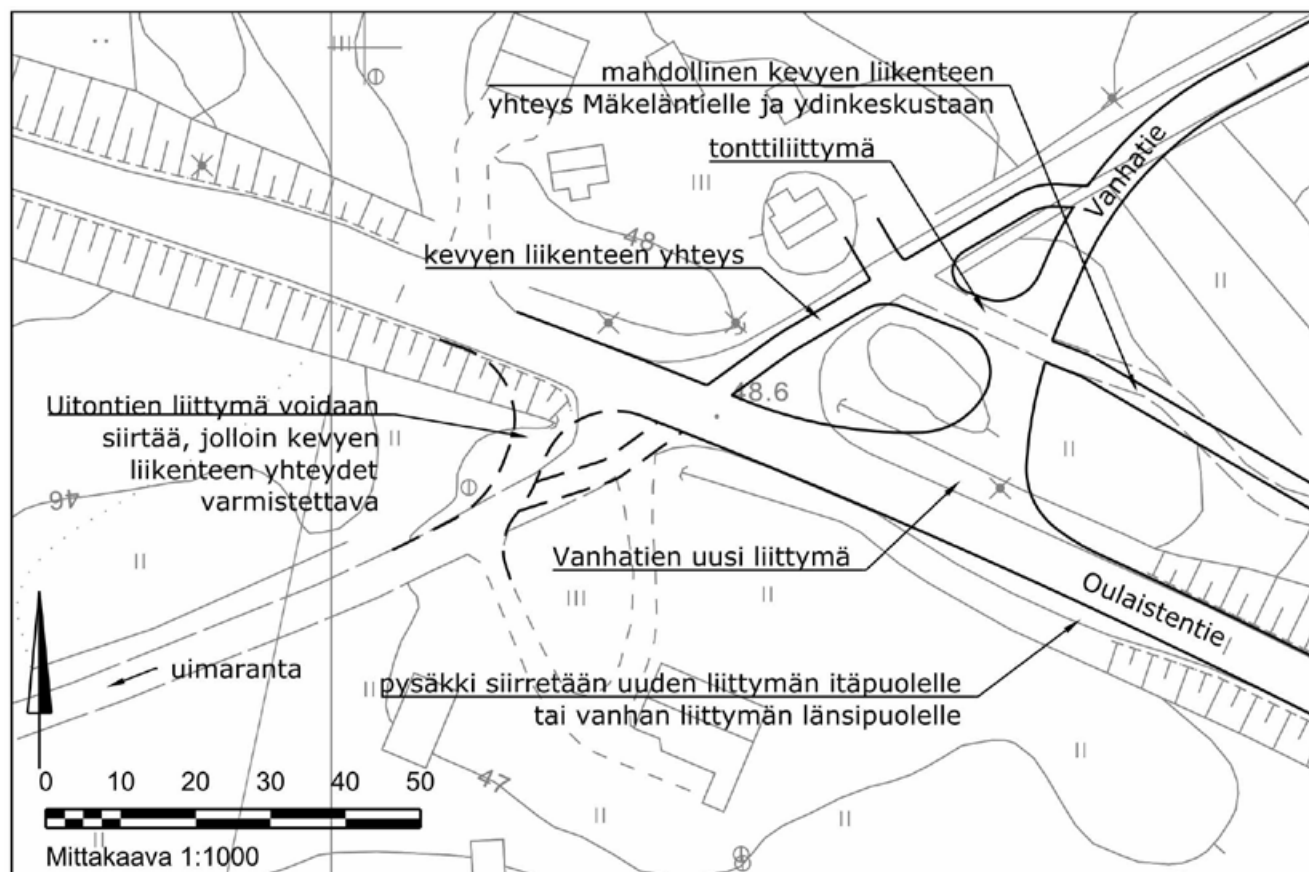 mahdollinen kevyen liikenteen
yhteys Mäkeläntielle ja ydinkeskustaan
tonttiliittymä
Vanhatie
48
kevyen liikenteen yhteys
48.6
Uitontien liittymä voidaan
siirtää, jolloin kevyen
liikenteen yhteydet
varmistettava
46
Vanhatien uusi liittymä
Oulaistentie
uimaranta
pysäkki siirretään uuden liittymän itäpuolelle
tai vanhan liittymän länsipuolelle
47
0 10 20 30 40 50
Mittakaava 1:1000